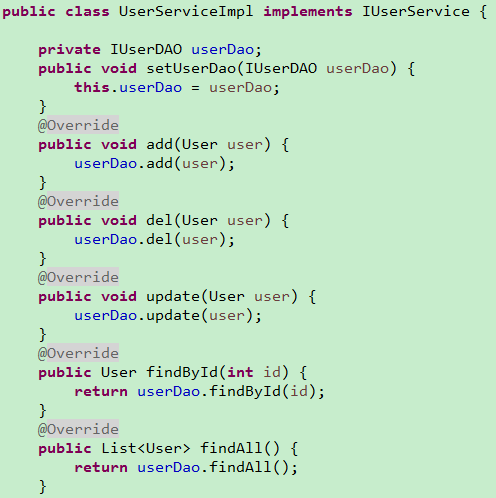 public class UserServiceImpl implements IUserService {
private IUserDAO userDao;
public void setUserDao(IUserDAO userDao) {
this.userDao = userDao;
}
@Override
public void add(User user) {
userDao.add(user);
}
@Override
public void del(User user) {
userDao.del(user);
}
@Override
public void update(User user) {
userDao.update(user);
}
@Override
public User findById(int id) {
return userDao.findById(id);
}
@Override
public List<User> findAll() {
return userDao.findAll();
}